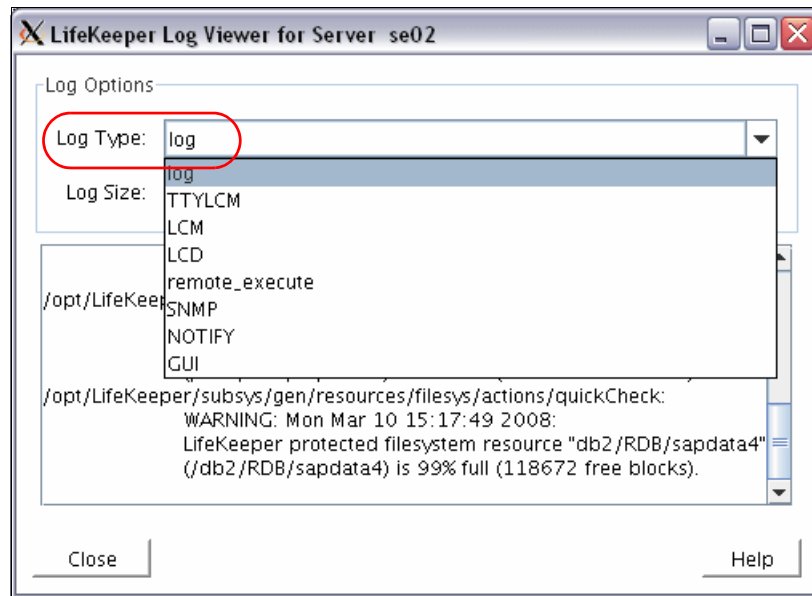 LifeKeeper Log Viewer for Server se02
Log Options
Log Type: log
log
Log Size:
TTYLCM
LCM
LCD
remote_execute
SNMP
NOTIFY
GUI
/opt/LifeKeeper/subsys/gen/resources/filesys/actions/quickCheck:
WARNING: Mon Mar 10 15:17:49 2008:
LifeKeeper protected filesystem resource "db2/RDB/sapdata4"
(/db2/RDB/sapdata4) is 99% full (118672 free blocks).
Close Help